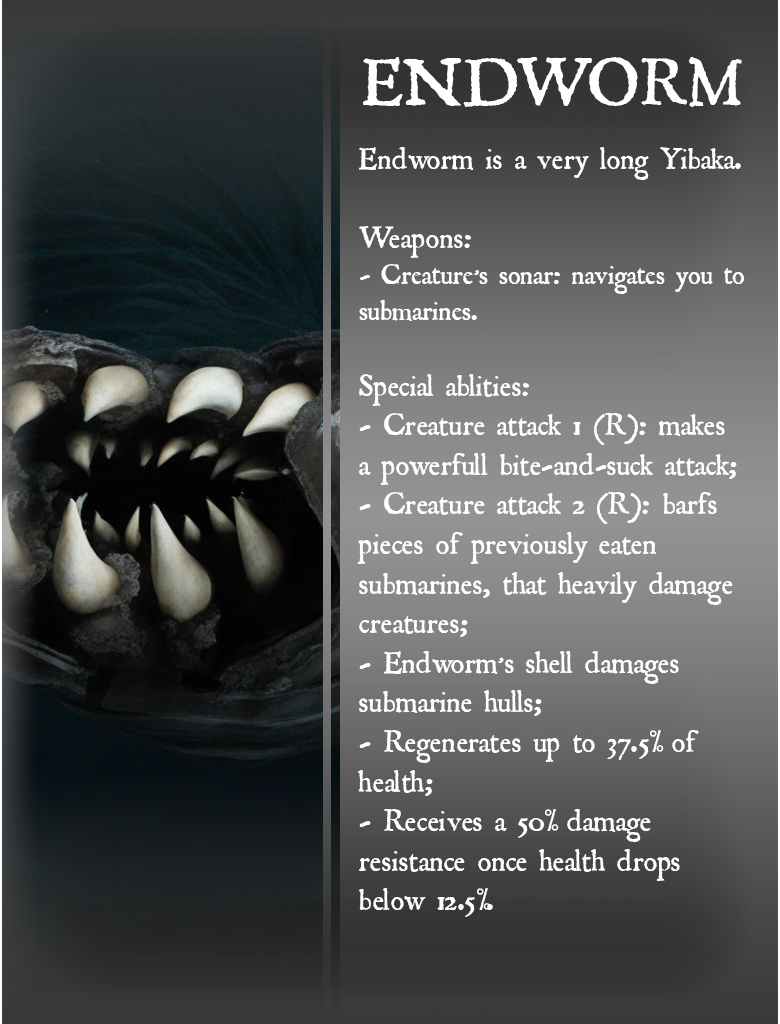 ENDWORM
Endworm is a very long Yibaka.
Weapons:
- Creature's sonar: navigates you to
submarines.
Special ablities:
- Creature attack 1 (R): makes
a powerfull bite-and-suck attack;
- Creature attack 2 (R): barfs
pieces of previously eaten
submarines, that heavily damage
creatures;
- Endworm's shell damages
submarine hulls;
- Regenerates up to 37.5% of
health;
- Receives a 50% damage
resistance once health drops
below 12.5%.